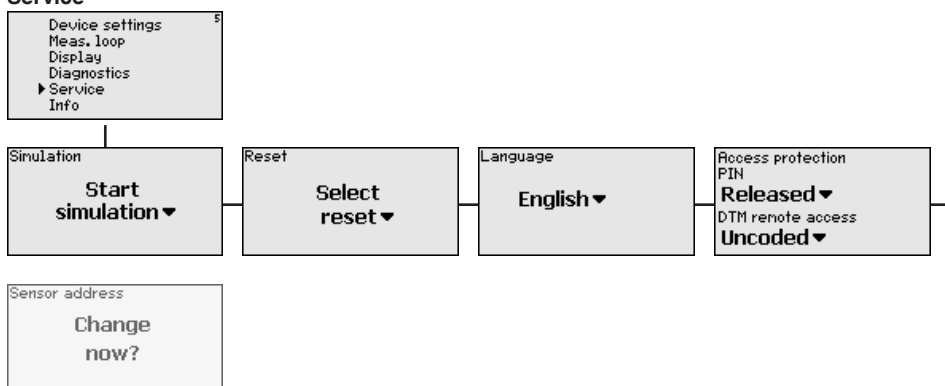 Service
Device settings 5
Meas. loop
Display
Diagnostics
Service
Info
Simulation
Start
simulation
Reset
Select
reset
Language
English
Access protection
PIN
Released
DTM remote access
Uncoded
Sensor address
Change
now?